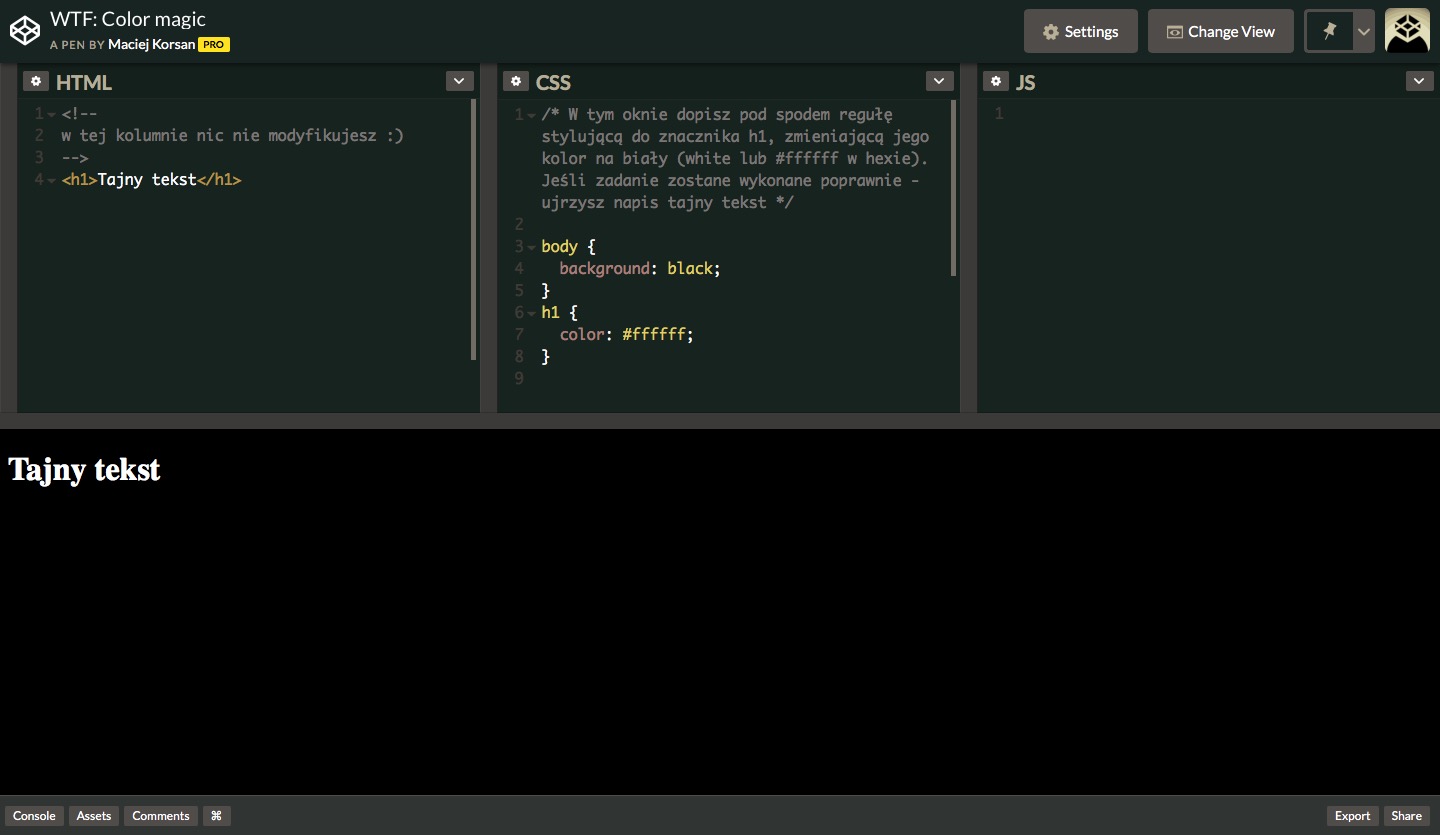 WTF: Color magic
A PEN BY Maciej Korsan PRO
Settings
Change View
HTML
1 <!--
2 w tej kolumnie nic nie modyfikujesz :)
3 -->
4 <h1>Tajny tekst</h1>
CSS
1 /* W tym oknie dopisz pod spodem regułę
stylującą do znacznika h1, zmieniającą jego
kolor na biały (white lub #ffffff w hexie).
Jeśli zadanie zostane wykonane poprawnie -
ujrzysz napis tajny tekst */
2
3 body {
4 background: black;
5 }
6 h1 {
7 color: #ffffff;
8 }
9
JS
1
Tajny tekst
Console Assets Comments ⌘
Export Share